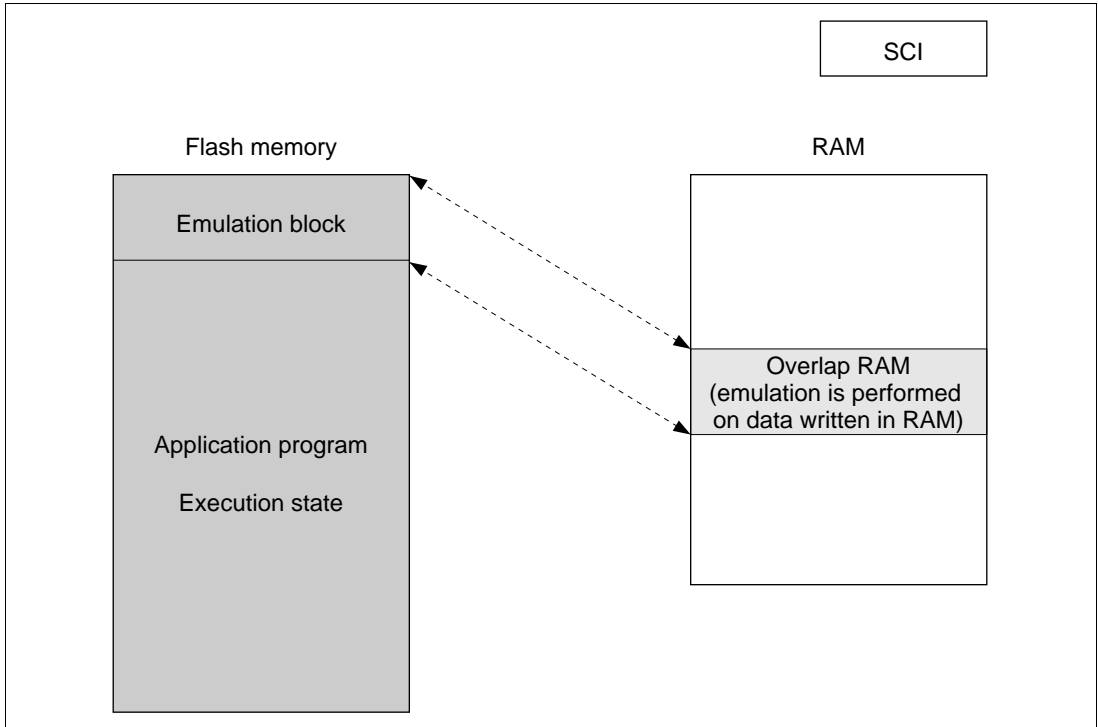 SCI
Flash memory
RAM
Emulation block
Overlap RAM
(emulation is performed
on data written in RAM)
Application program
Execution state